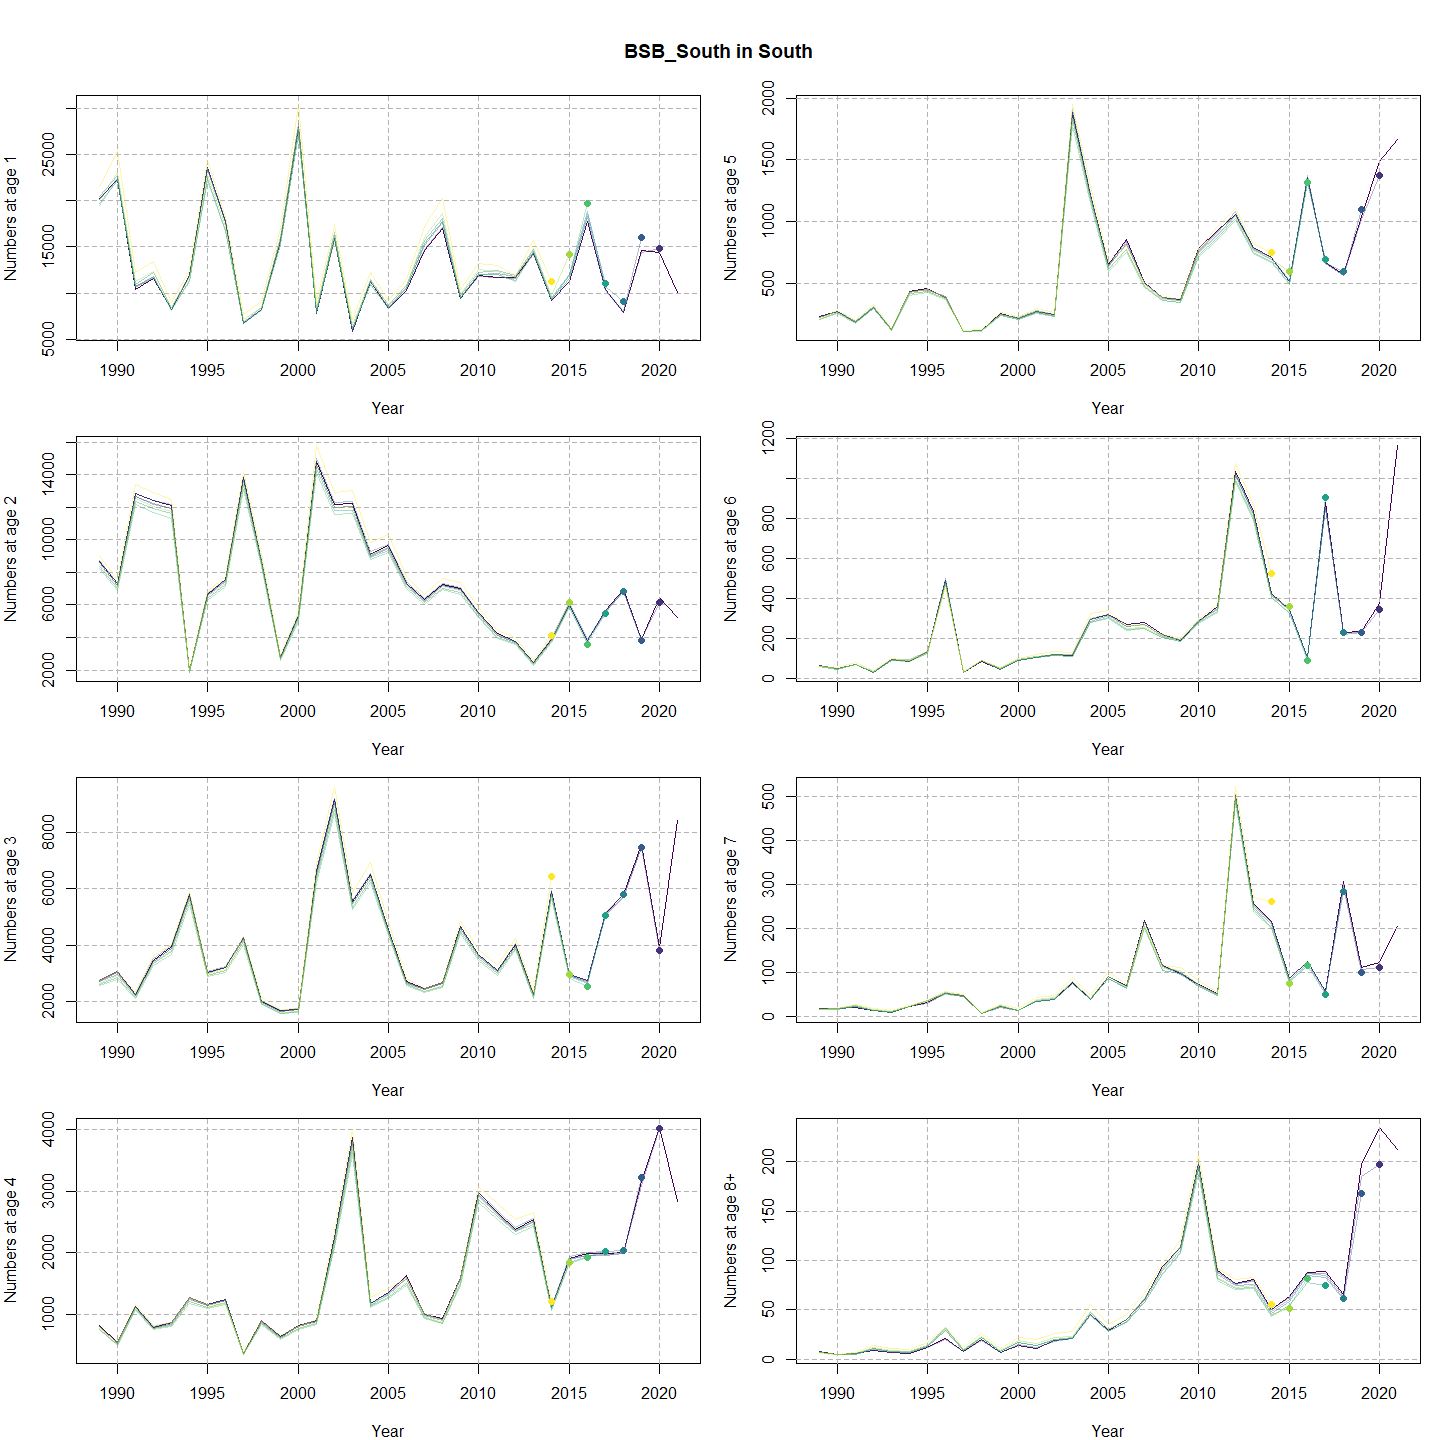 BSB_South in South
Numbers at age 1
5000 15000 25000
1990 1995 2000 2005 2010 2015 2020
Year
Numbers at age 5
500 1000 1500 2000
1990 1995 2000 2005 2010 2015 2020
Year
Numbers at age 2
2000 6000 10000 14000
1990 1995 2000 2005 2010 2015 2020
Year
Numbers at age 6
0 200 400 600 800 1200
1990 1995 2000 2005 2010 2015 2020
Year
Numbers at age 3
2000 4000 6000 8000
1990 1995 2000 2005 2010 2015 2020
Year
Numbers at age 7
0 100 200 300 400 500
1990 1995 2000 2005 2010 2015 2020
Year
Numbers at age 4
1000 2000 3000 4000
1990 1995 2000 2005 2010 2015 2020
Year
Numbers at age 8+
0 50 100 150 200
1990 1995 2000 2005 2010 2015 2020
Year